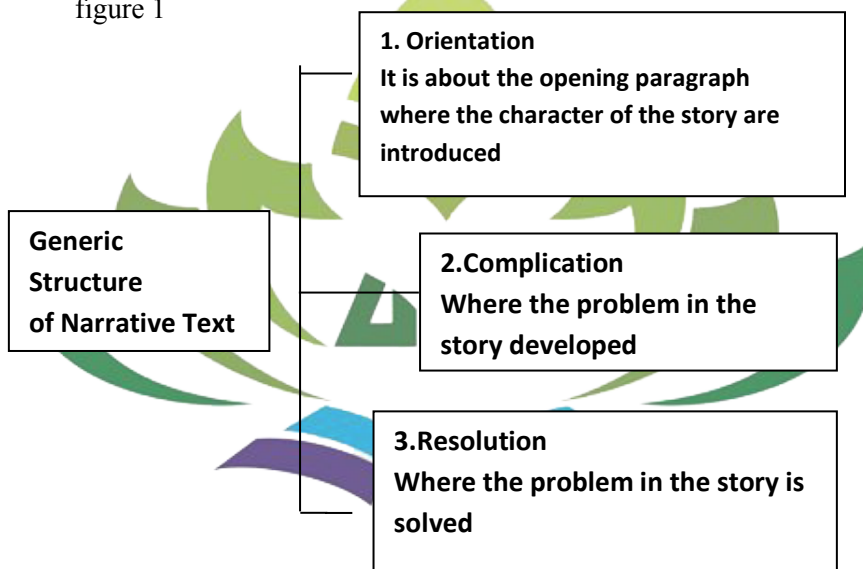 figure 1
1. Orientation
It is about the opening paragraph
where the character of the story are
introduced
Generic
Structure
of Narrative Text
2.Complication
Where the problem in the
story developed
3.Resolution
Where the problem in the story is
solved